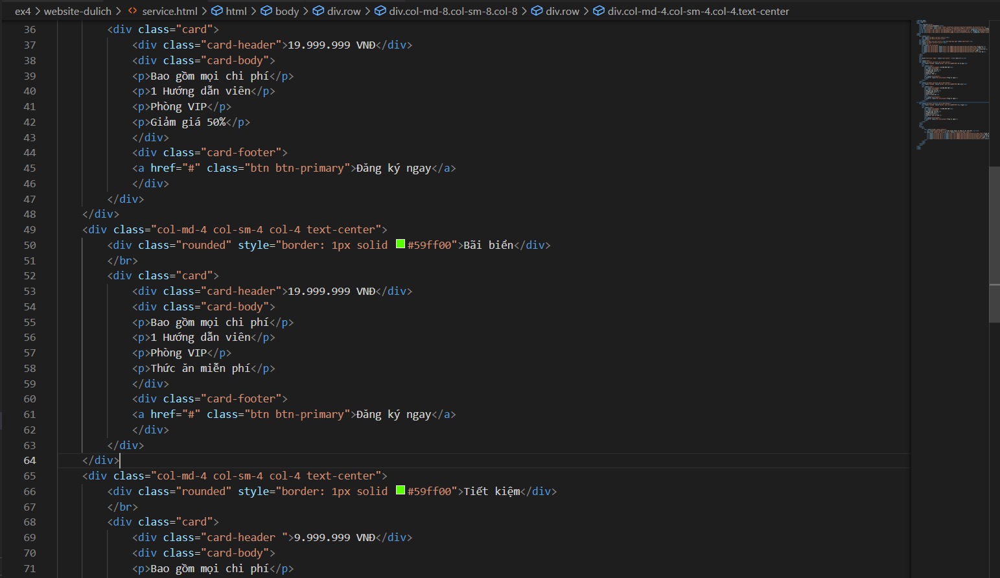 ex4 > website-dulich > <> service.html > html > body > div.row > div.col-md-8.col-sm-8.col-8 > div.row > div.col-md-4.col-sm-4.col-4.text-center
36 <div class="card">
37 <div class="card-header">19.999.999 VNĐ</div>
38 <div class="card-body">
39 <p>Bao gồm mọi chi phí</p>
40 <p>1 Hướng dẫn viên</p>
41 <p>Phòng VIP</p>
42 <p>Giảm giá 50%</p>
43 </div>
44 <div class="card-footer">
45 <a href="#" class="btn btn-primary">Đăng ký ngay</a>
46 </div>
47 </div>
48 </div>
49 <div class="col-md-4 col-sm-4 col-4 text-center">
50 <div class="rounded" style="border: 1px solid #59ff00">Bãi biển</div>
51 </br>
52 <div class="card">
53 <div class="card-header">19.999.999 VNĐ</div>
54 <div class="card-body">
55 <p>Bao gồm mọi chi phí</p>
56 <p>1 Hướng dẫn viên</p>
57 <p>Phòng VIP</p>
58 <p>Thức ăn miễn phí</p>
59 </div>
60 <div class="card-footer">
61 <a href="#" class="btn btn-primary">Đăng ký ngay</a>
62 </div>
63 </div>
64 </div>
65 <div class="col-md-4 col-sm-4 col-4 text-center">
66 <div class="rounded" style="border: 1px solid #59ff00">Tiết kiệm</div>
67 </br>
68 <div class="card">
69 <div class="card-header ">9.999.999 VNĐ</div>
70 <div class="card-body">
71 <p>Bao gồm mọi chi phí</p>